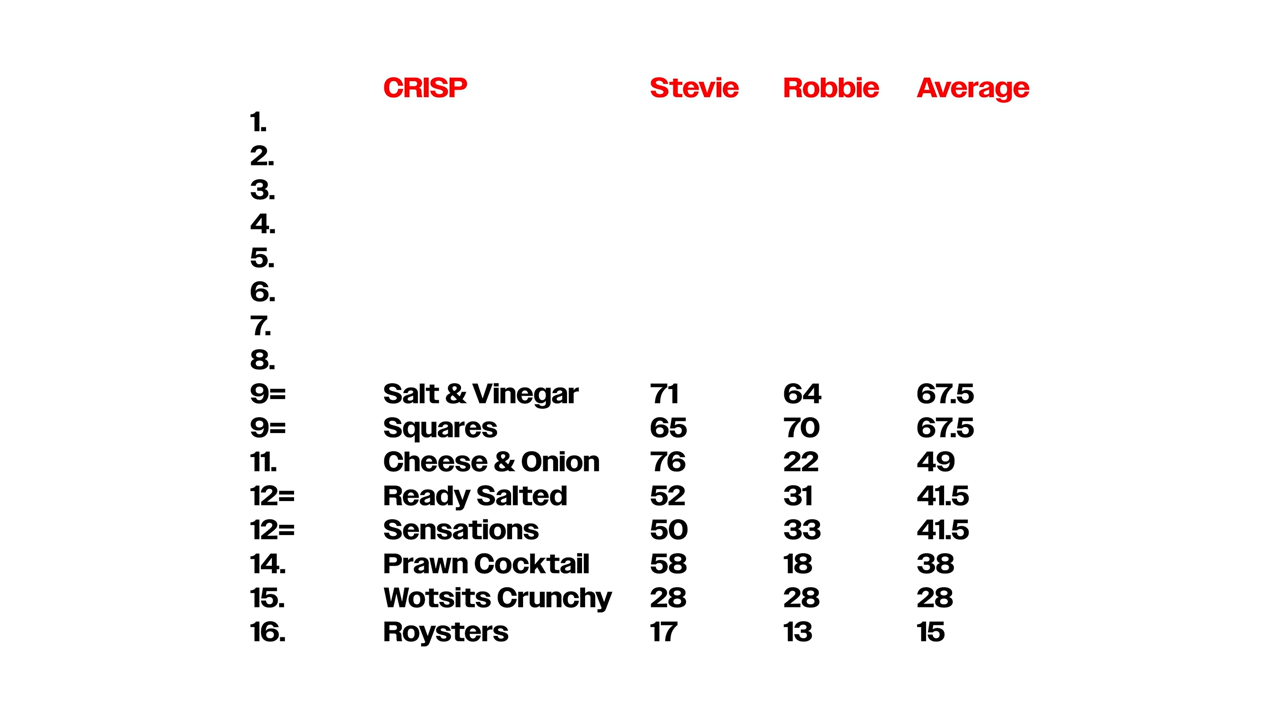 CRISP Stevie Robbie Average
1.
2.
3.
4.
5.
6.
7.
8.
9= Salt & Vinegar 71 64 67.5
9= Squares 65 70 67.5
11. Cheese & Onion 76 22 49
12= Ready Salted 52 31 41.5
12= Sensations 50 33 41.5
14. Prawn Cocktail 58 18 38
15. Wotsits Crunchy 28 28 28
16. Roysters 17 13 15